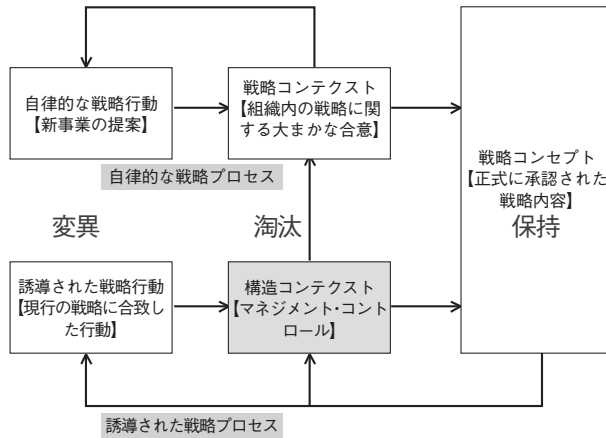 自律的な戦略行動
【新事業の提案】
戦略コンテクスト
【組織内の戦略に関
する大まかな合意】
自律的な戦略プロセス
戦略コンセプト
【正式に承認された
戦略内容】
変異
淘汰
保持
誘導された戦略行動
【現行の戦略に合致し
た行動】
構造コンテクスト
【マネジメント・コント
ロール】
誘導された戦略プロセス